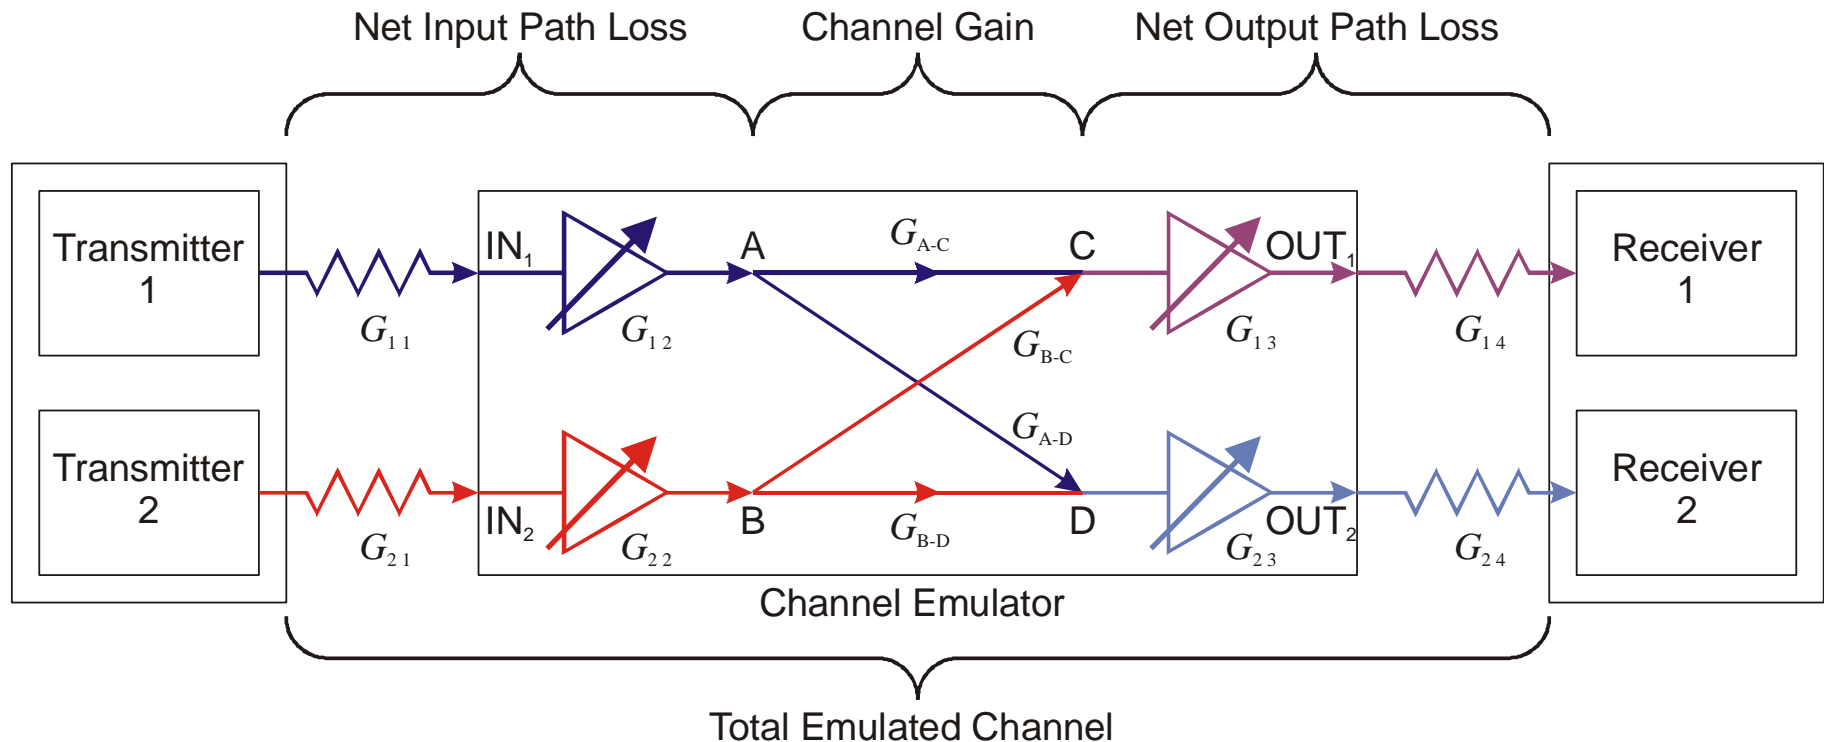 Net Input Path Loss
Channel Gain
Net Output Path Loss
Transmitter
1
G11
IN1
G12
A
GA-C
C
G13
OUT1
G14
Receiver
1
GB-C
GA-D
Transmitter
2
G21
IN2
G22
B
GB-D
D
G23
OUT2
G24
Receiver
2
Channel Emulator
Total Emulated Channel